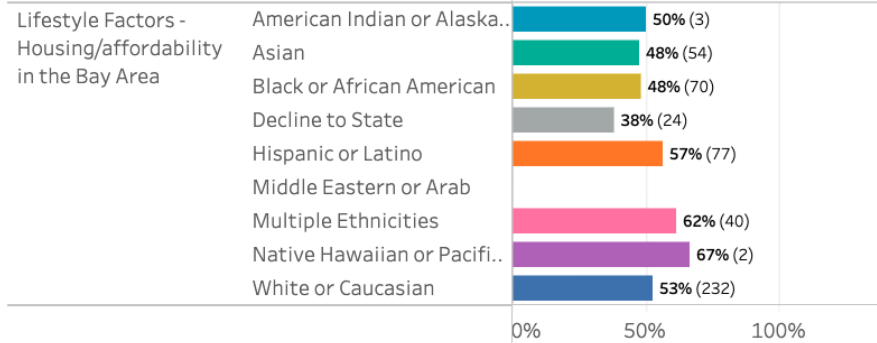 Lifestyle Factors -
Housing/affordability
in the Bay Area
American Indian or Alaska.. 50% (3)
Asian 48% (54)
Black or African American 48% (70)
Decline to State 38% (24)
Hispanic or Latino 57% (77)
Middle Eastern or Arab
Multiple Ethnicities 62% (40)
Native Hawaiian or Pacifi.. 67% (2)
White or Caucasian 53% (232)
0% 50% 100%